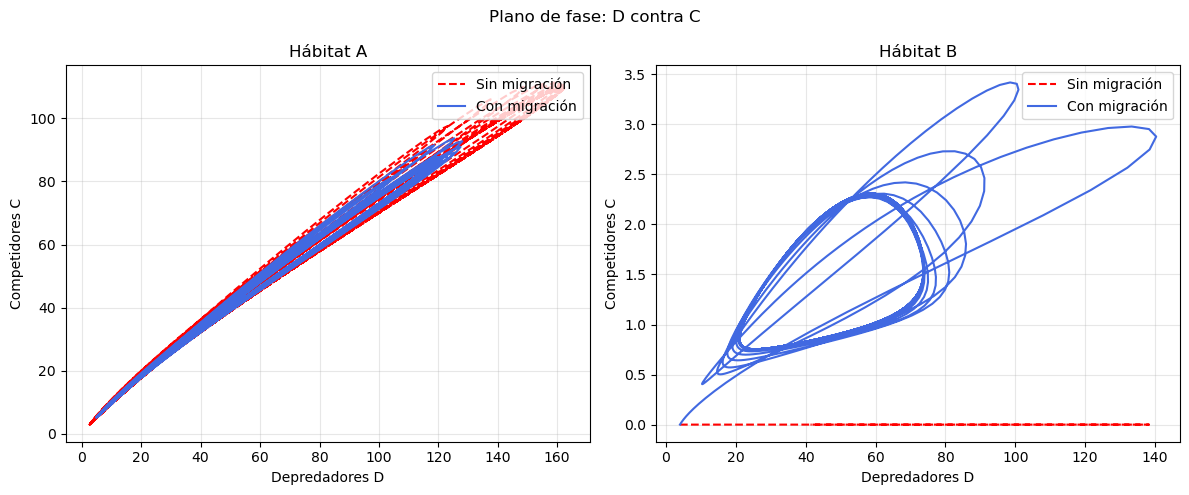 Plano de fase: D contra C
Hábitat A
Sin migración
Con migración
100
80
60
40
20
0
Competidores C
0 20 40 60 80 100 120 140 160
Depredadores D
Hábitat B
Sin migración
Con migración
3.5
3.0
2.5
2.0
1.5
1.0
0.5
0.0
Competidores C
0 20 40 60 80 100 120 140
Depredadores D